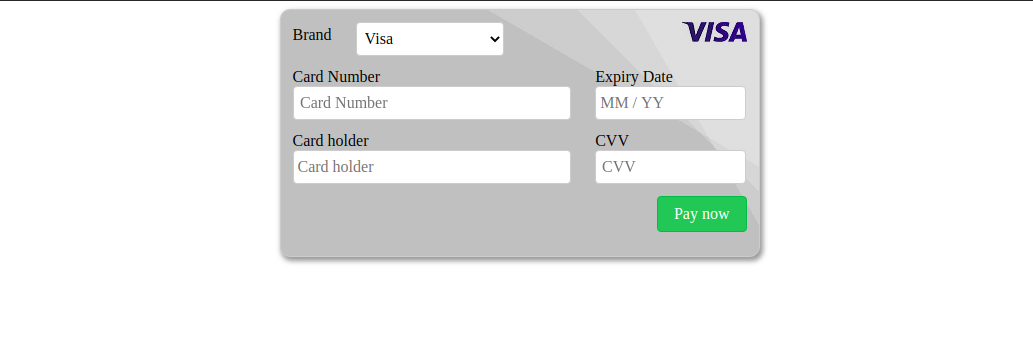 Brand Visa VISA
Card Number Expiry Date
Card Number MM / YY
Card holder CVV
Card holder CVV
Pay now